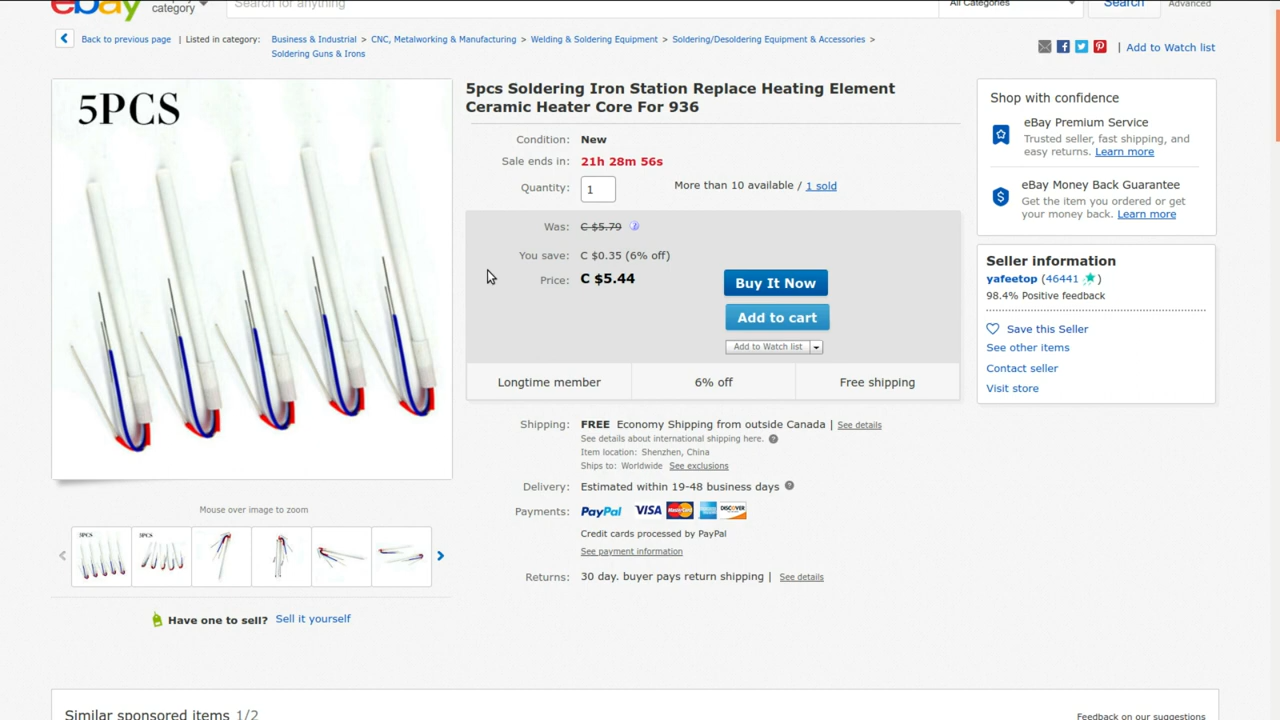 ebay
category
Search for anything
All Categories
Search
Advanced
Back to previous page | Listed in category: Business & Industrial > CNC, Metalworking & Manufacturing > Welding & Soldering Equipment > Soldering/Desoldering Equipment & Accessories >
Soldering Guns & Irons
| Add to Watch list
5PCS
5pcs Soldering Iron Station Replace Heating Element
Ceramic Heater Core For 936
Condition: New
Sale ends in: 21h 28m 56s
Quantity: 1
More than 10 available / 1 sold
Was: C $5.79
You save: C $0.35 (6% off)
Price: C $5.44
Buy It Now
Add to cart
Add to Watch list
Longtime member
6% off
Free shipping
Shipping: FREE Economy Shipping from outside Canada | See details
See details about international shipping here.
Item location: Shenzhen, China
Ships to: Worldwide See exclusions
Delivery: Estimated within 19-48 business days
Payments: PayPal VISA MasterCard DISCOVER
Credit cards processed by PayPal
See payment information
Returns: 30 day. buyer pays return shipping | See details
Shop with confidence
eBay Premium Service
Trusted seller, fast shipping, and
easy returns. Learn more
eBay Money Back Guarantee
Get the item you ordered or get
your money back. Learn more
Seller information
yafeetop (46441 )
98.4% Positive feedback
Save this Seller
See other items
Contact seller
Visit store
Mouse over image to zoom
5PCS
5PCS
Have one to sell? Sell it yourself
Similar sponsored items 1/2
Feedback on our suggestions